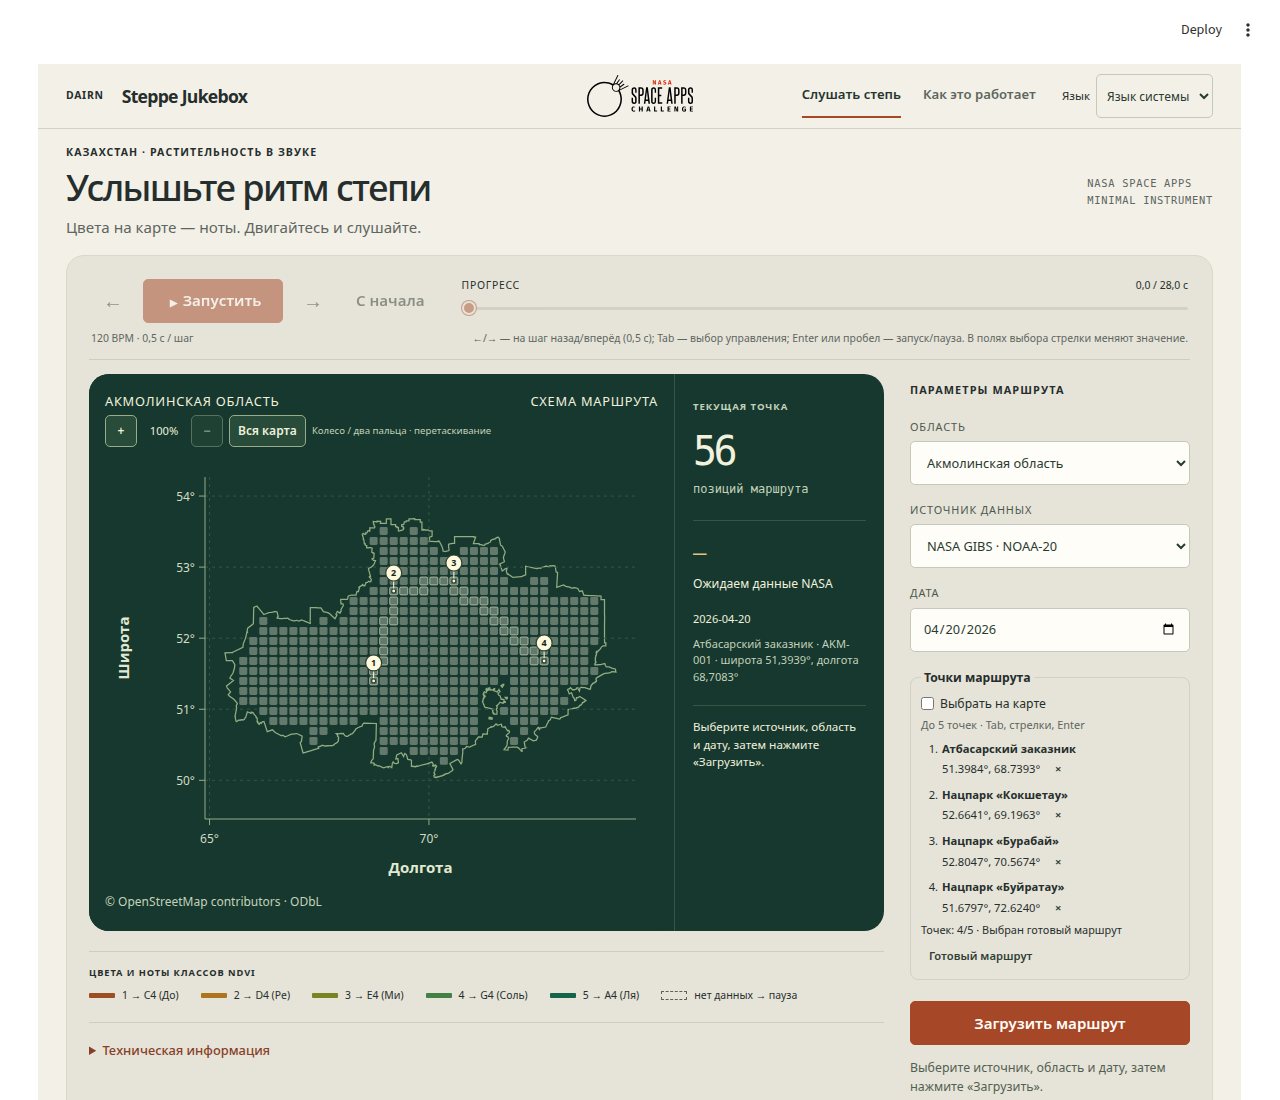 Deploy
DAIRN
Steppe Jukebox
NASA
SPACE APPS
CHALLENGE
Слушать степь
Как это работает
Язык
Язык системы
КАЗАХСТАН · РАСТИТЕЛЬНОСТЬ В ЗВУКЕ
Услышьте ритм степи
NASA SPACE APPS
MINIMAL INSTRUMENT
Цвета на карте — ноты. Двигайтесь и слушайте.
←
▶ Запустить
→
С начала
ПРОГРЕСС
0,0 / 28,0 с
120 BPM · 0,5 с / шаг
←/→ — на шаг назад/вперёд (0,5 с); Tab — выбор управления; Enter или пробел — запуск/пауза. В полях выбора стрелки меняют значение.
АКМОЛИНСКАЯ ОБЛАСТЬ
СХЕМА МАРШРУТА
+
100%
−
Вся карта
Колесо / два пальца · перетаскивание
54°
53°
52°
51°
50°
65°
70°
Широта
Долгота
1
2
3
4
© OpenStreetMap contributors · ODbL
ТЕКУЩАЯ ТОЧКА
56
позиций маршрута
—
Ожидаем данные NASA
2026-04-20
Атбасарский заказник · AKM-
001 · широта 51,3939°, долгота
68,7083°
Выберите источник, область
и дату, затем нажмите
«Загрузить».
ПАРАМЕТРЫ МАРШРУТА
ОБЛАСТЬ
Акмолинская область
ИСТОЧНИК ДАННЫХ
NASA GIBS · NOAA-20
ДАТА
04/20/2026
Точки маршрута
Выбрать на карте
До 5 точек · Tab, стрелки, Enter
1. Атбасарский заказник
51.3984°, 68.7393° ×
2. Нацпарк «Кокшетау»
52.6641°, 69.1963° ×
3. Нацпарк «Бурабай»
52.8047°, 70.5674° ×
4. Нацпарк «Буйратау»
51.6797°, 72.6240° ×
Точек: 4/5 · Выбран готовый маршрут
Готовый маршрут
Загрузить маршрут
Выберите источник, область и дату, затем
нажмите «Загрузить».
ЦВЕТА И НОТЫ КЛАССОВ NDVI
1 → C4 (До)
2 → D4 (Ре)
3 → E4 (Ми)
4 → G4 (Соль)
5 → A4 (Ля)
нет данных → пауза
Техническая информация